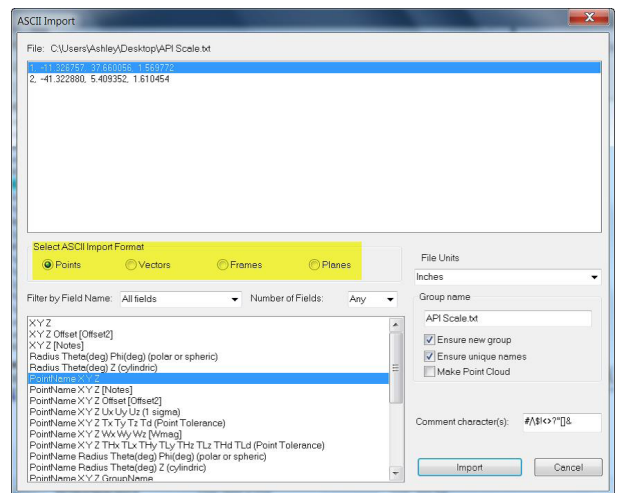 ASCII Import
File: C:\Users\Ashley\Desktop\API Scale.txt
1, -11.326757, 37.660056, 1.569772
2, -41.322880, 5.409352, 1.610454
Select ASCII Import Format
Points Vectors Frames Planes
File Units
Inches
Filter by Field Name: All fields Number of Fields: Any
Group name
API Scale.txt
Ensure new group
Ensure unique names
Make Point Cloud
X Y Z
X Y Z Offset [Offset2]
X Y Z [Notes]
Radius Theta(deg) Phi(deg) (polar or spheric)
Radius Theta(deg) Z (cylindric)
PointName X Y Z
PointName X Y Z [Notes]
PointName X Y Z Offset [Offset2]
PointName X Y Z Ux Uy Uz (1 sigma)
PointName X Y Z Tx Ty Tz Td (Point Tolerance)
PointName X Y Z Wx Wy Wz [Wmag]
PointName X Y Z THx TLx THy TLy THz TLz THd TLd (Point Tolerance)
PointName Radius Theta(deg) Phi(deg) (polar or spheric)
PointName Radius Theta(deg) Z (cylindric)
PointName X Y Z GroupName
Comment character(s): #/\$!<>?"[]&
Import Cancel